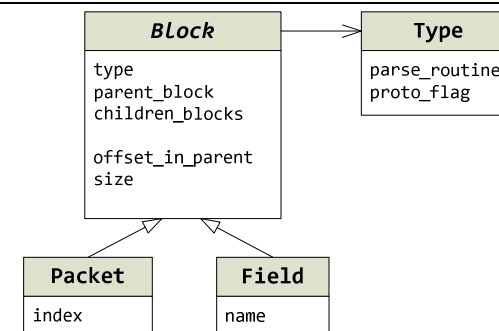 Block
type
parent_block
children_blocks
offset_in_parent
size
Type
parse_routine
proto_flag
Packet
index
Field
name